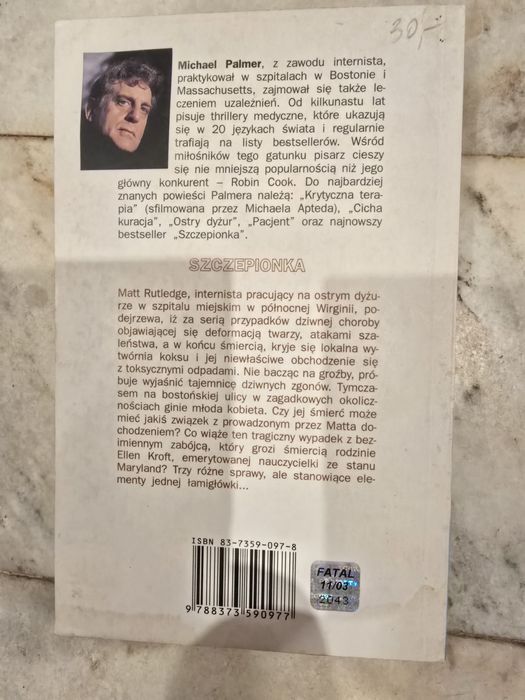 30,-
Michael Palmer, z zawodu internista,
praktykował w szpitalach w Bostonie i
Massachusetts, zajmował się także le-
czeniem uzależnień. Od kilkunastu lat
pisuje thrillery medyczne, które ukazują
się w 20 językach świata i regularnie
trafiają na listy bestsellerów. Wśród
miłośników tego gatunku pisarz cieszy
się nie mniejszą popularnością niż jego
główny konkurent – Robin Cook. Do najbardziej
znanych powieści Palmera należą: „Krytyczna tera-
pia” (sfilmowana przez Michaela Apteda), „Cicha
kuracja”, „Ostry dyżur”, „Pacjent” oraz najnowszy
bestseller „Szczepionka”.
SZCZEPIONKA
Matt Rutledge, internista pracujący na ostrym dyżu-
rze w szpitalu miejskim w północnej Wirginii, po-
dejrzewa, iż za serią przypadków dziwnej choroby
objawiającej się deformacją twarzy, atakami sza-
leństwa, a w końcu śmiercią, kryje się lokalna wy-
twórnia koksu i jej niewłaściwe obchodzenie się
z toksycznymi odpadami. Nie bacząc na groźby, pró-
buje wyjaśnić tajemnicę dziwnych zgonów. Tymcza-
sem na bostońskiej ulicy w zagadkowych okolicz-
nościach ginie młoda kobieta. Czy jej śmierć może
mieć jakiś związek z prowadzonym przez Matta do-
chodzeniem? Co wiąże ten tragiczny wypadek z bez-
imiennym zabójcą, który grozi śmiercią rodzinie
Ellen Kroft, emerytowanej nauczycielki ze stanu
Maryland? Trzy różne sprawy, ale stanowiące ele-
menty jednej łamigłówki...
ISBN 83-7359-097-8
9 788373 590977
FATAL
11/03
2043